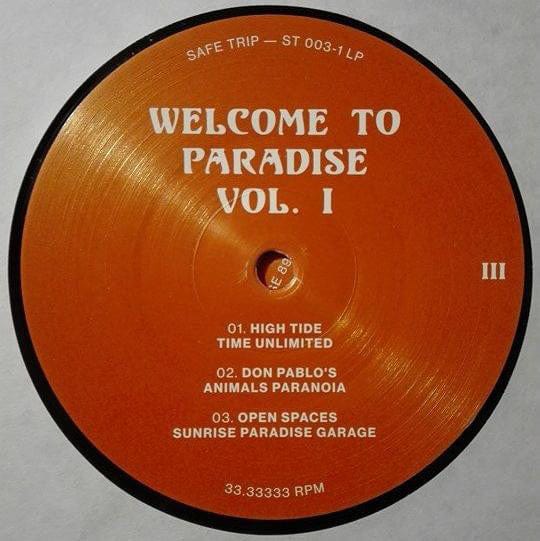 SAFE TRIP — ST 003-1 LP
WELCOME TO
PARADISE
VOL. I
III
01. HIGH TIDE
TIME UNLIMITED
02. DON PABLO'S
ANIMALS PARANOIA
03. OPEN SPACES
SUNRISE PARADISE GARAGE
33.33333 RPM